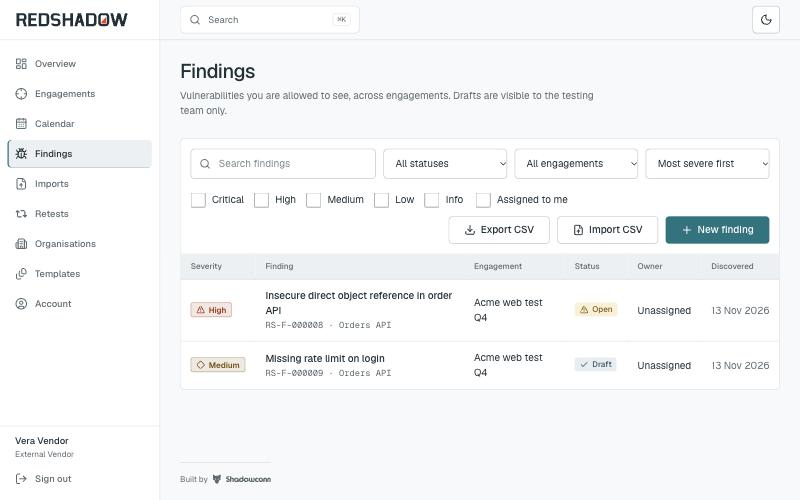 REDSHADOW
Search
⌘K
Overview
Engagements
Calendar
Findings
Imports
Retests
Organisations
Templates
Account
Vera Vendor
External Vendor
Sign out
Findings
Vulnerabilities you are allowed to see, across engagements. Drafts are visible to the testing
team only.
Search findings
All statuses
All engagements
Most severe first
Critical
High
Medium
Low
Info
Assigned to me
Export CSV
Import CSV
New finding
Severity Finding Engagement Status Owner Discovered
High
Insecure direct object reference in order
API
RS-F-000008 · Orders API
Acme web test
Q4
Open
Unassigned
13 Nov 2026
Medium
Missing rate limit on login
RS-F-000009 · Orders API
Acme web test
Q4
Draft
Unassigned
13 Nov 2026
Built by Shadowconn